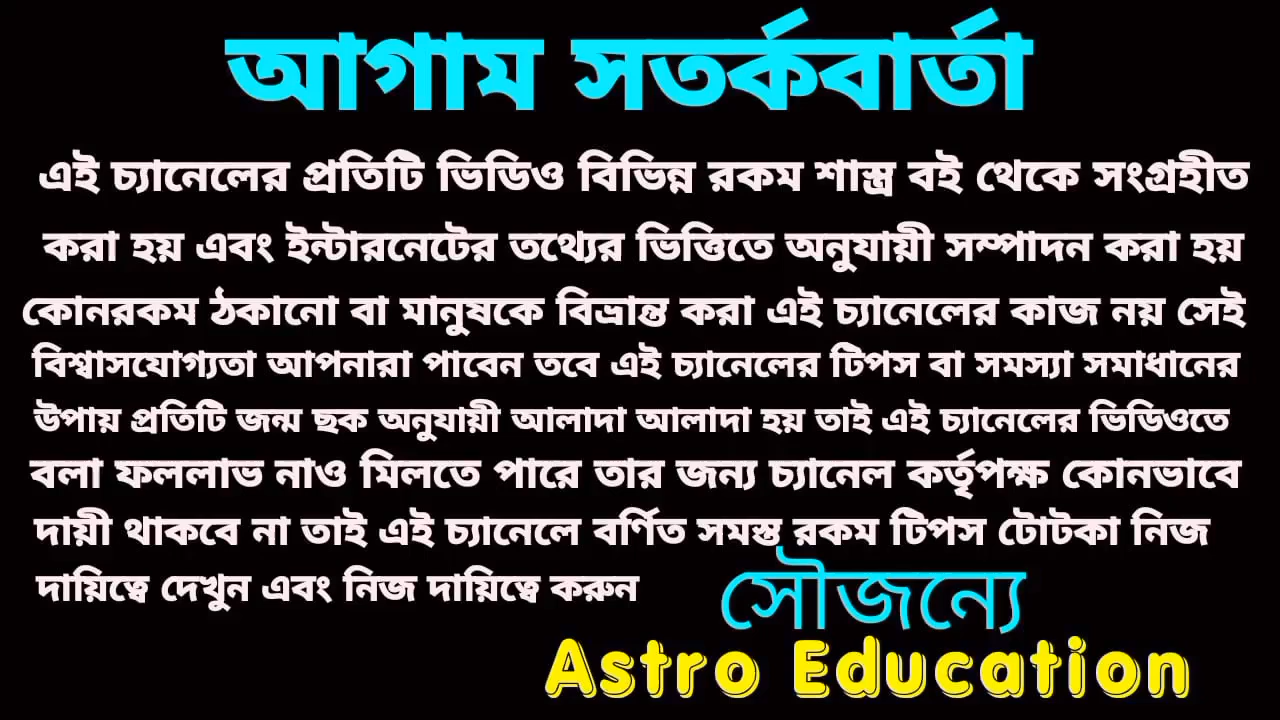 আগাম সতর্কবার্তা
এই চ্যানেলের প্রতিটি ভিডিও বিভিন্ন রকম শাস্ত্র বই থেকে সংগ্রহীত
করা হয় এবং ইন্টারনেটের তথ্যের ভিত্তিতে অনুযায়ী সম্পাদন করা হয়
কোনরকম ঠকানো বা মানুষকে বিভ্রান্ত করা এই চ্যানেলের কাজ নয় সেই
বিশ্বাসযোগ্যতা আপনারা পাবেন তবে এই চ্যানেলের টিপস বা সমস্যা সমাধানের
উপায় প্রতিটি জন্ম ছক অনুযায়ী আলাদা আলাদা হয় তাই এই চ্যানেলের ভিডিওতে
বলা ফললাভ নাও মিলতে পারে তার জন্য চ্যানেল কর্তৃপক্ষ কোনভাবে
দায়ী থাকবে না তাই এই চ্যানেলে বর্ণিত সমস্ত রকম টিপস টোটকা নিজ
দায়িত্বে দেখুন এবং নিজ দায়িত্বে করুন
সৌজন্যে
Astro Education